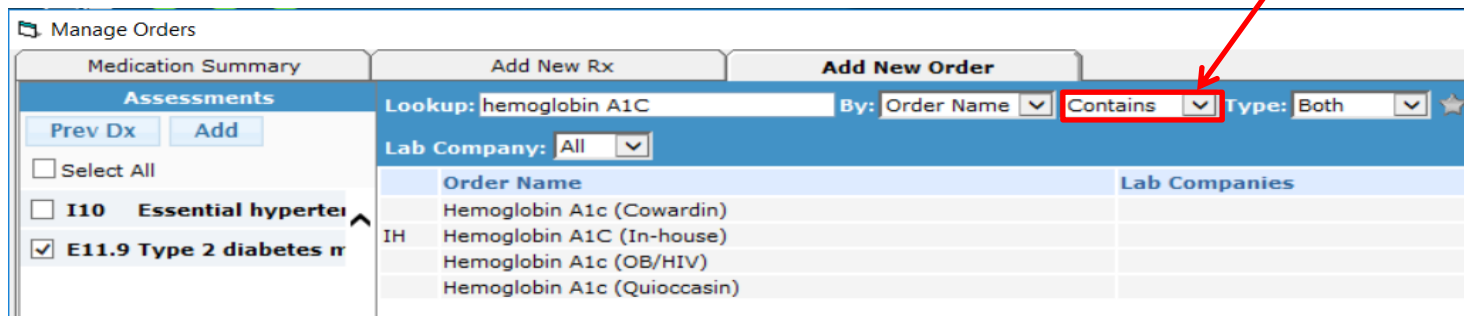 Manage Orders
Medication Summary
Add New Rx
Add New Order
Assessments
Prev Dx Add
Select All
I10 Essential hyperter
E11.9 Type 2 diabetes m
Lookup: hemoglobin A1C By: Order Name Contains Type: Both
Lab Company: All
Order Name Lab Companies
Hemoglobin A1c (Cowardin)
IH Hemoglobin A1C (In-house)
Hemoglobin A1c (OB/HIV)
Hemoglobin A1c (Quioccasin)